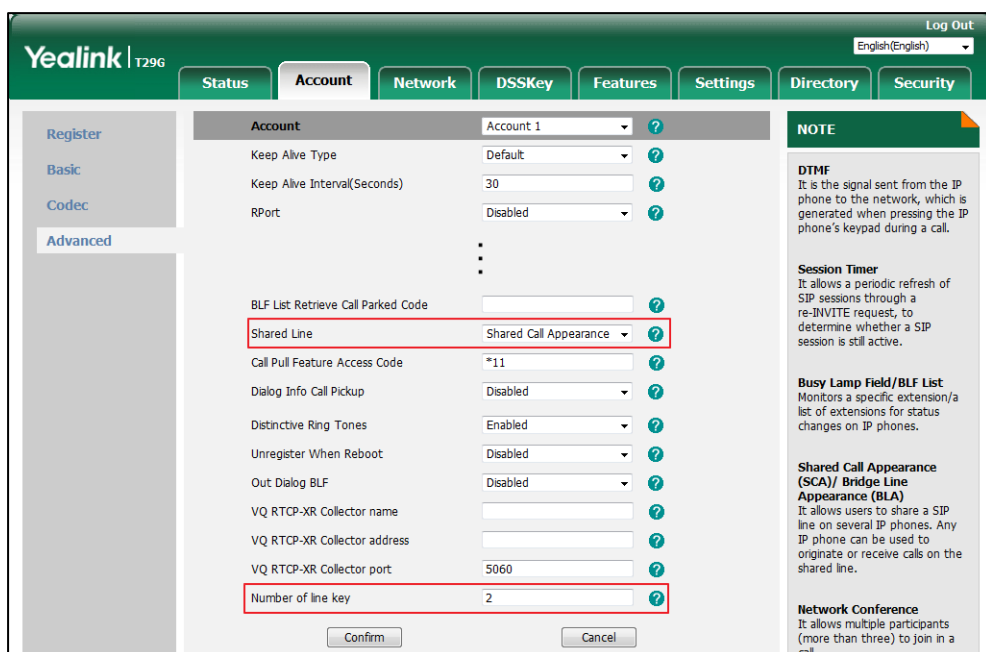 Log Out
Yealink T29G
English(English)
Status Account Network DSSKey Features Settings Directory Security
Register
Basic
Codec
Advanced
Account Account 1
Keep Alive Type Default
Keep Alive Interval(Seconds) 30
RPort Disabled
BLF List Retrieve Call Parked Code
Shared Line Shared Call Appearance
Call Pull Feature Access Code *11
Dialog Info Call Pickup Disabled
Distinctive Ring Tones Enabled
Unregister When Reboot Disabled
Out Dialog BLF Disabled
VQ RTCP-XR Collector name
VQ RTCP-XR Collector address
VQ RTCP-XR Collector port 5060
Number of line key 2
Confirm Cancel
NOTE
DTMF
It is the signal sent from the IP
phone to the network, which is
generated when pressing the IP
phone's keypad during a call.
Session Timer
It allows a periodic refresh of
SIP sessions through a
re-INVITE request, to
determine whether a SIP
session is still active.
Busy Lamp Field/BLF List
Monitors a specific extension/a
list of extensions for status
changes on IP phones.
Shared Call Appearance
(SCA)/ Bridge Line
Appearance (BLA)
It allows users to share a SIP
line on several IP phones. Any
IP phone can be used to
originate or receive calls on the
shared line.
Network Conference
It allows multiple participants
(more than three) to join in a